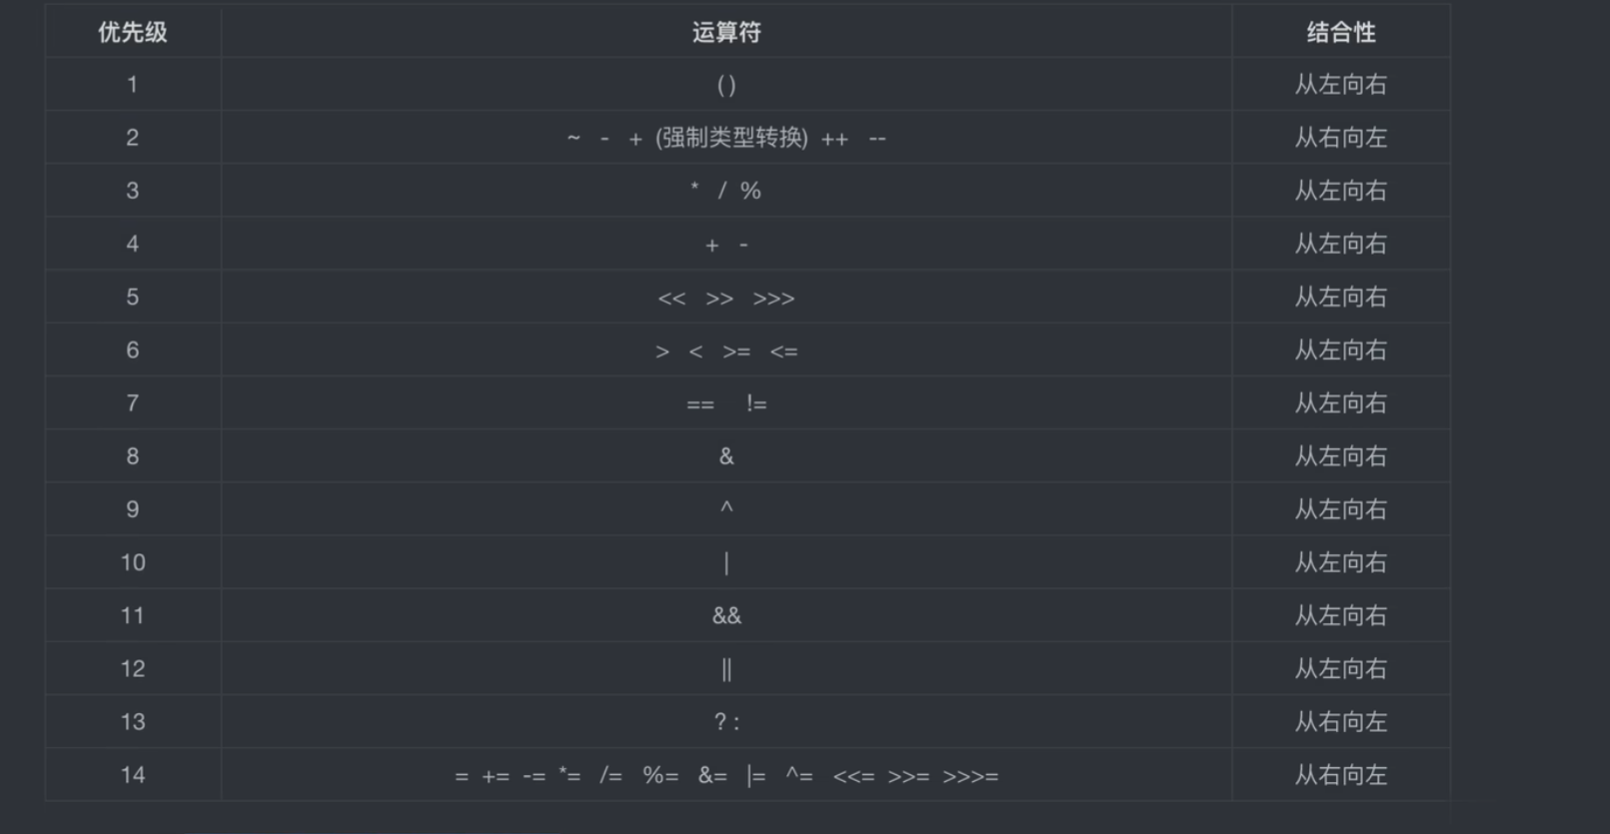 优先级 运算符 结合性
1 () 从左向右
2 ~ - + (强制类型转换) ++ -- 从右向左
3 * / % 从左向右
4 + - 从左向右
5 << >> >>> 从左向右
6 > < >= <= 从左向右
7 == != 从左向右
8 & 从左向右
9 ^ 从左向右
10 | 从左向右
11 && 从左向右
12 || 从左向右
13 ? : 从右向左
14 = += -= *= /= %= &= |= ^= <<= >>= >>>= 从右向左